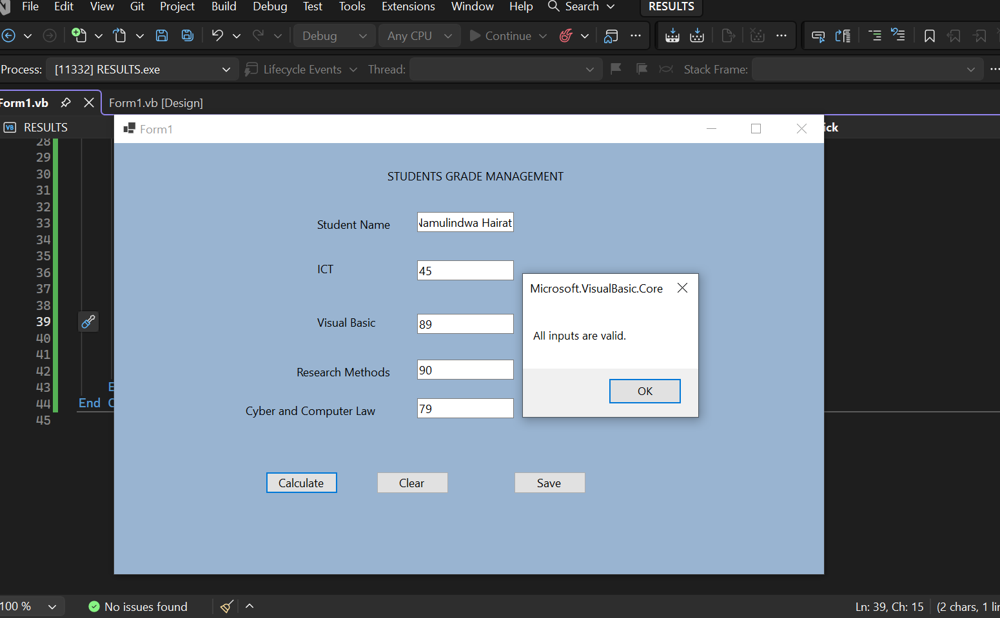 File Edit View Git Project Build Debug Test Tools Extensions Window Help Search RESULTS
Debug Any CPU Continue
Process: [11332] RESULTS.exe Lifecycle Events Thread: Stack Frame:
Form1.vb Form1.vb [Design]
VB RESULTS ick
Form1
28
29
30
31
32
33
34
35
36
37
38
39
40
41
42
43 E
44 End C
45
STUDENTS GRADE MANAGEMENT
Student Name Namulindwa Hairat
ICT 45
Visual Basic 89
Research Methods 90
Cyber and Computer Law 79
Calculate Clear Save
Microsoft.VisualBasic.Core
All inputs are valid.
OK
100 % No issues found Ln: 39, Ch: 15 (2 chars, 1 lin